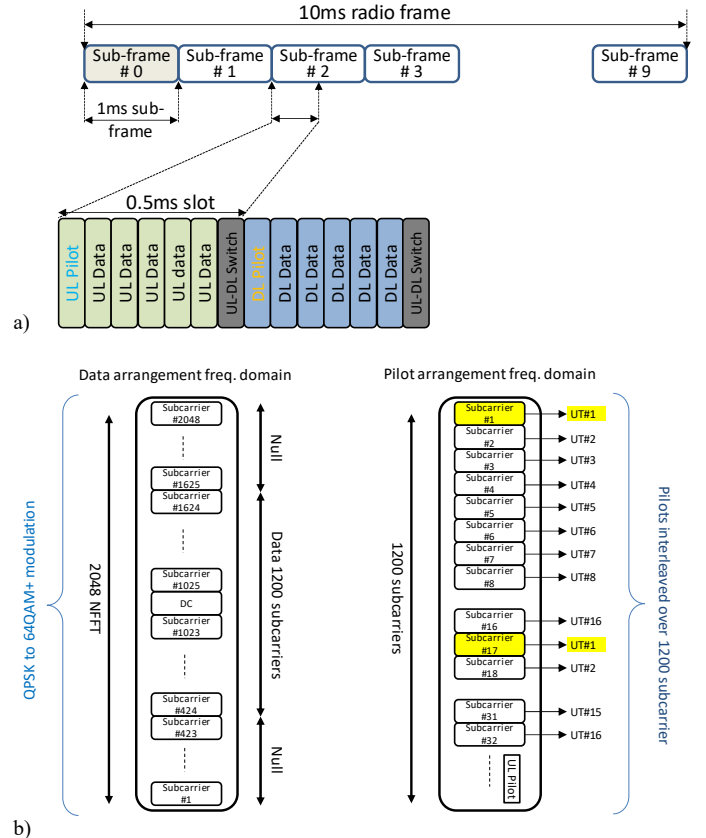 10ms radio frame
Sub-frame
# 0
Sub-frame
# 1
Sub-frame
# 2
Sub-frame
# 3
Sub-frame
# 9
1ms sub-
frame
0.5ms slot
UL Pilot
UL Data
UL Data
UL Data
UL data
UL Data
UL-DL Switch
DL Pilot
DL Data
DL Data
DL Data
DL Data
DL Data
UL-DL Switch
a)
Data arrangement freq. domain
QPSK to 64QAM+ modulation
2048 NFFT
Subcarrier
#2048
Subcarrier
#1625
Subcarrier
#1624
Subcarrier
#1025
DC
Subcarrier
#1023
Subcarrier
#424
Subcarrier
#423
Subcarrier
#1
Null
Data 1200 subcarriers
Null
Pilot arrangement freq. domain
1200 subcarriers
Subcarrier
#1
UT#1
Subcarrier
#2
UT#2
Subcarrier
#3
UT#3
Subcarrier
#4
UT#4
Subcarrier
#5
UT#5
Subcarrier
#6
UT#6
Subcarrier
#7
UT#7
Subcarrier
#8
UT#8
Subcarrier
#16
UT#16
Subcarrier
#17
UT#1
Subcarrier
#18
UT#2
Subcarrier
#31
UT#15
Subcarrier
#32
UT#16
UL Pilot
Pilots interleaved over 1200 subcarrier
b)